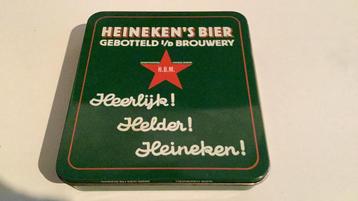 HEINEKEN'S BIER
GEBOTTELD I/D BROUWERY
H.B.M.
Heerlijk!
Helder!
Heineken!